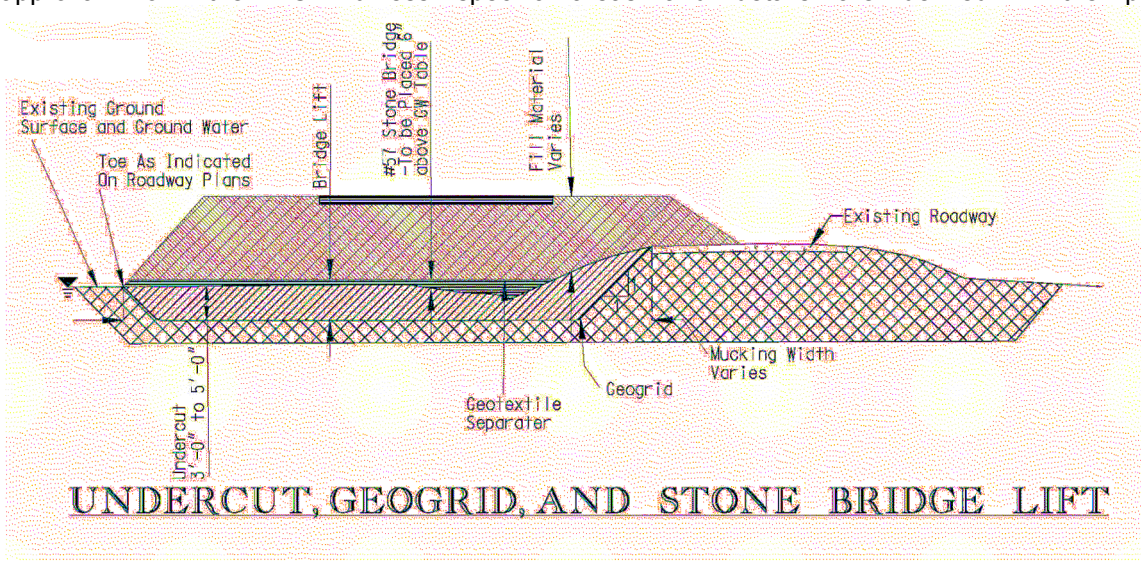 Existing Ground
Surface and Ground Water
Toe As Indicated
On Roadway Plans
Bridge Lift
#57 Stone Bridge
-To be Placed 6"
above GW Table
Fill Material
Varies
Existing Roadway
Mucking Width
Varies
Geogrid
Geotextile
Separater
Undercut
3'-0" to 5'-0"
UNDERCUT, GEOGRID, AND STONE BRIDGE LIFT